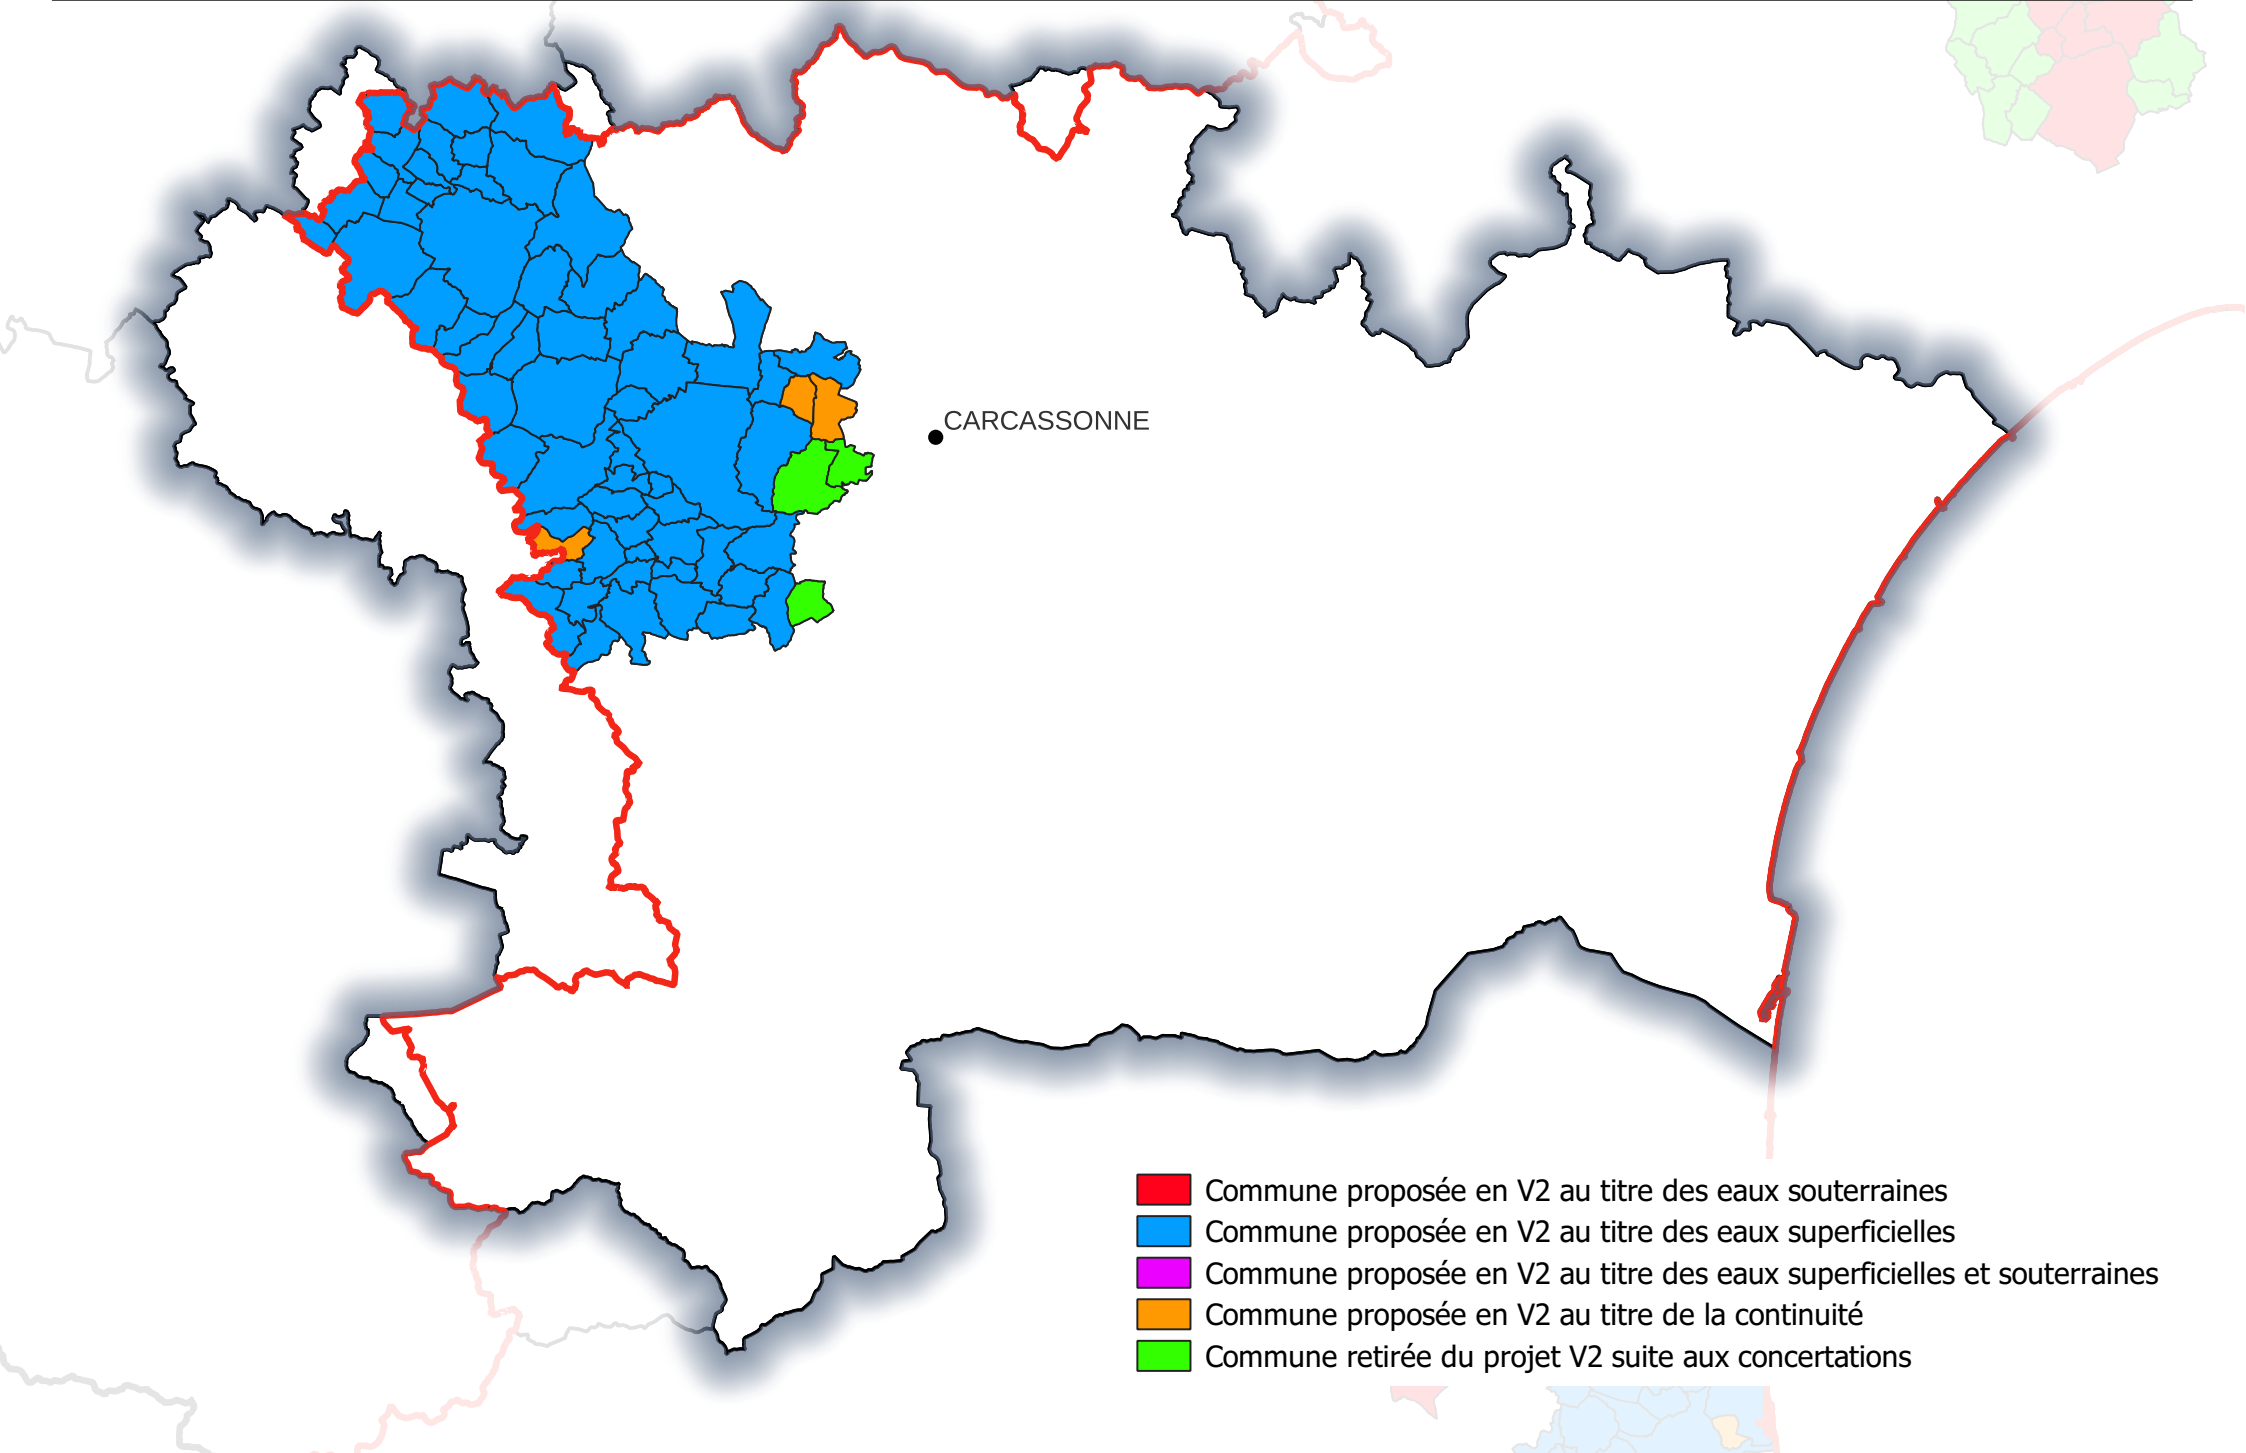 CARCASSONNE
Commune proposée en V2 au titre des eaux souterraines
Commune proposée en V2 au titre des eaux superficielles
Commune proposée en V2 au titre des eaux superficielles et souterraines
Commune proposée en V2 au titre de la continuité
Commune retirée du projet V2 suite aux concertations